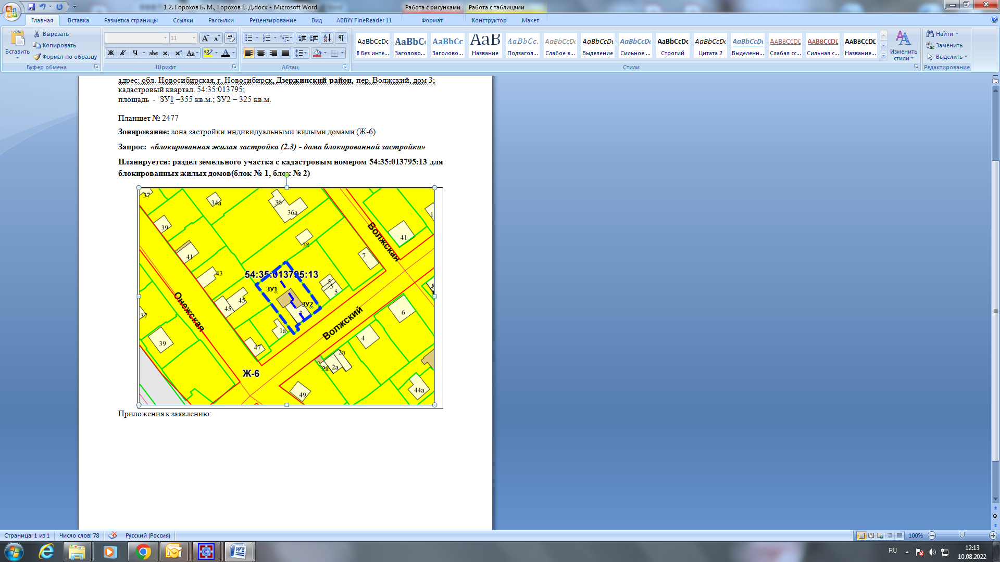 1.2. Горохов Б. М., Горохов Е. Д.docx - Microsoft Word
Работа с рисунками
Работа с таблицами
Главная
Вставка
Разметка страницы
Ссылки
Рассылки
Рецензирование
Вид
ABBYY FineReader 11
Формат
Конструктор
Макет
Вставить
Вырезать
Копировать
Формат по образцу
Буфер обмена
11
Ж К Ч abc x₂ x² Aa
Шрифт
Абзац
AaBbCcDc
¶ Без инте...
AaBbCc
Заголово...
AaBbCc
Заголово...
AaB
Название
AaBbCc.
Подзагол...
AaBbCcDc
Слабое в...
AaBbCcDc
Выделение
AaBbCcDc
Сильное ...
AaBbCcDc
Строгий
AaBbCcDc
Цитата 2
AaBbCcDc
Выделенн...
AABBCCDE
Слабая сс...
AABBCCDE
Сильная с...
AABBCCDE
Название...
Изменить
стили
Стили
Найти
Заменить
Выделить
Редактирование
адрес: обл. Новосибирская, г. Новосибирск, Дзержинский район, пер. Волжский, дом 3;
кадастровый квартал. 54:35:013795;
площадь - ЗУ1 –355 кв.м.; ЗУ2 – 325 кв.м.
Планшет № 2477
Зонирование: зона застройки индивидуальными жилыми домами (Ж-6)
Запрос: «блокированная жилая застройка (2.3) - дома блокированной застройки»
Планируется: раздел земельного участка с кадастровым номером 54:35:013795:13 для
блокированных жилых домов(блок № 1, блок № 2)
37
34а
36
36а
39
1
41
Волжская
38
41
7
43
54:35:013795:13
ЗУ1
5
5
5
45
45
ЗУ2
3
Онежская
6
37
1а
Волжский
4
39
47
2а
2а
2а
Ж-6
49
44а
Приложения к заявлению:
Страница: 1 из 1
Число слов: 78
Русский (Россия)
100%
RU
12:13
10.08.2022